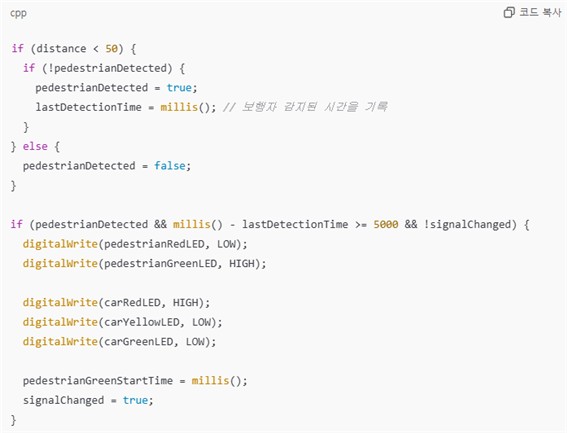 cpp
코드 복사
if (distance < 50) {
  if (!pedestrianDetected) {
    pedestrianDetected = true;
    lastDetectionTime = millis(); // 보행자 감지된 시간을 기록
  }
} else {
  pedestrianDetected = false;
}

if (pedestrianDetected && millis() - lastDetectionTime >= 5000 && !signalChanged) {
  digitalWrite(pedestrianRedLED, LOW);
  digitalWrite(pedestrianGreenLED, HIGH);

  digitalWrite(carRedLED, HIGH);
  digitalWrite(carYellowLED, LOW);
  digitalWrite(carGreenLED, LOW);

  pedestrianGreenStartTime = millis();
  signalChanged = true;
}